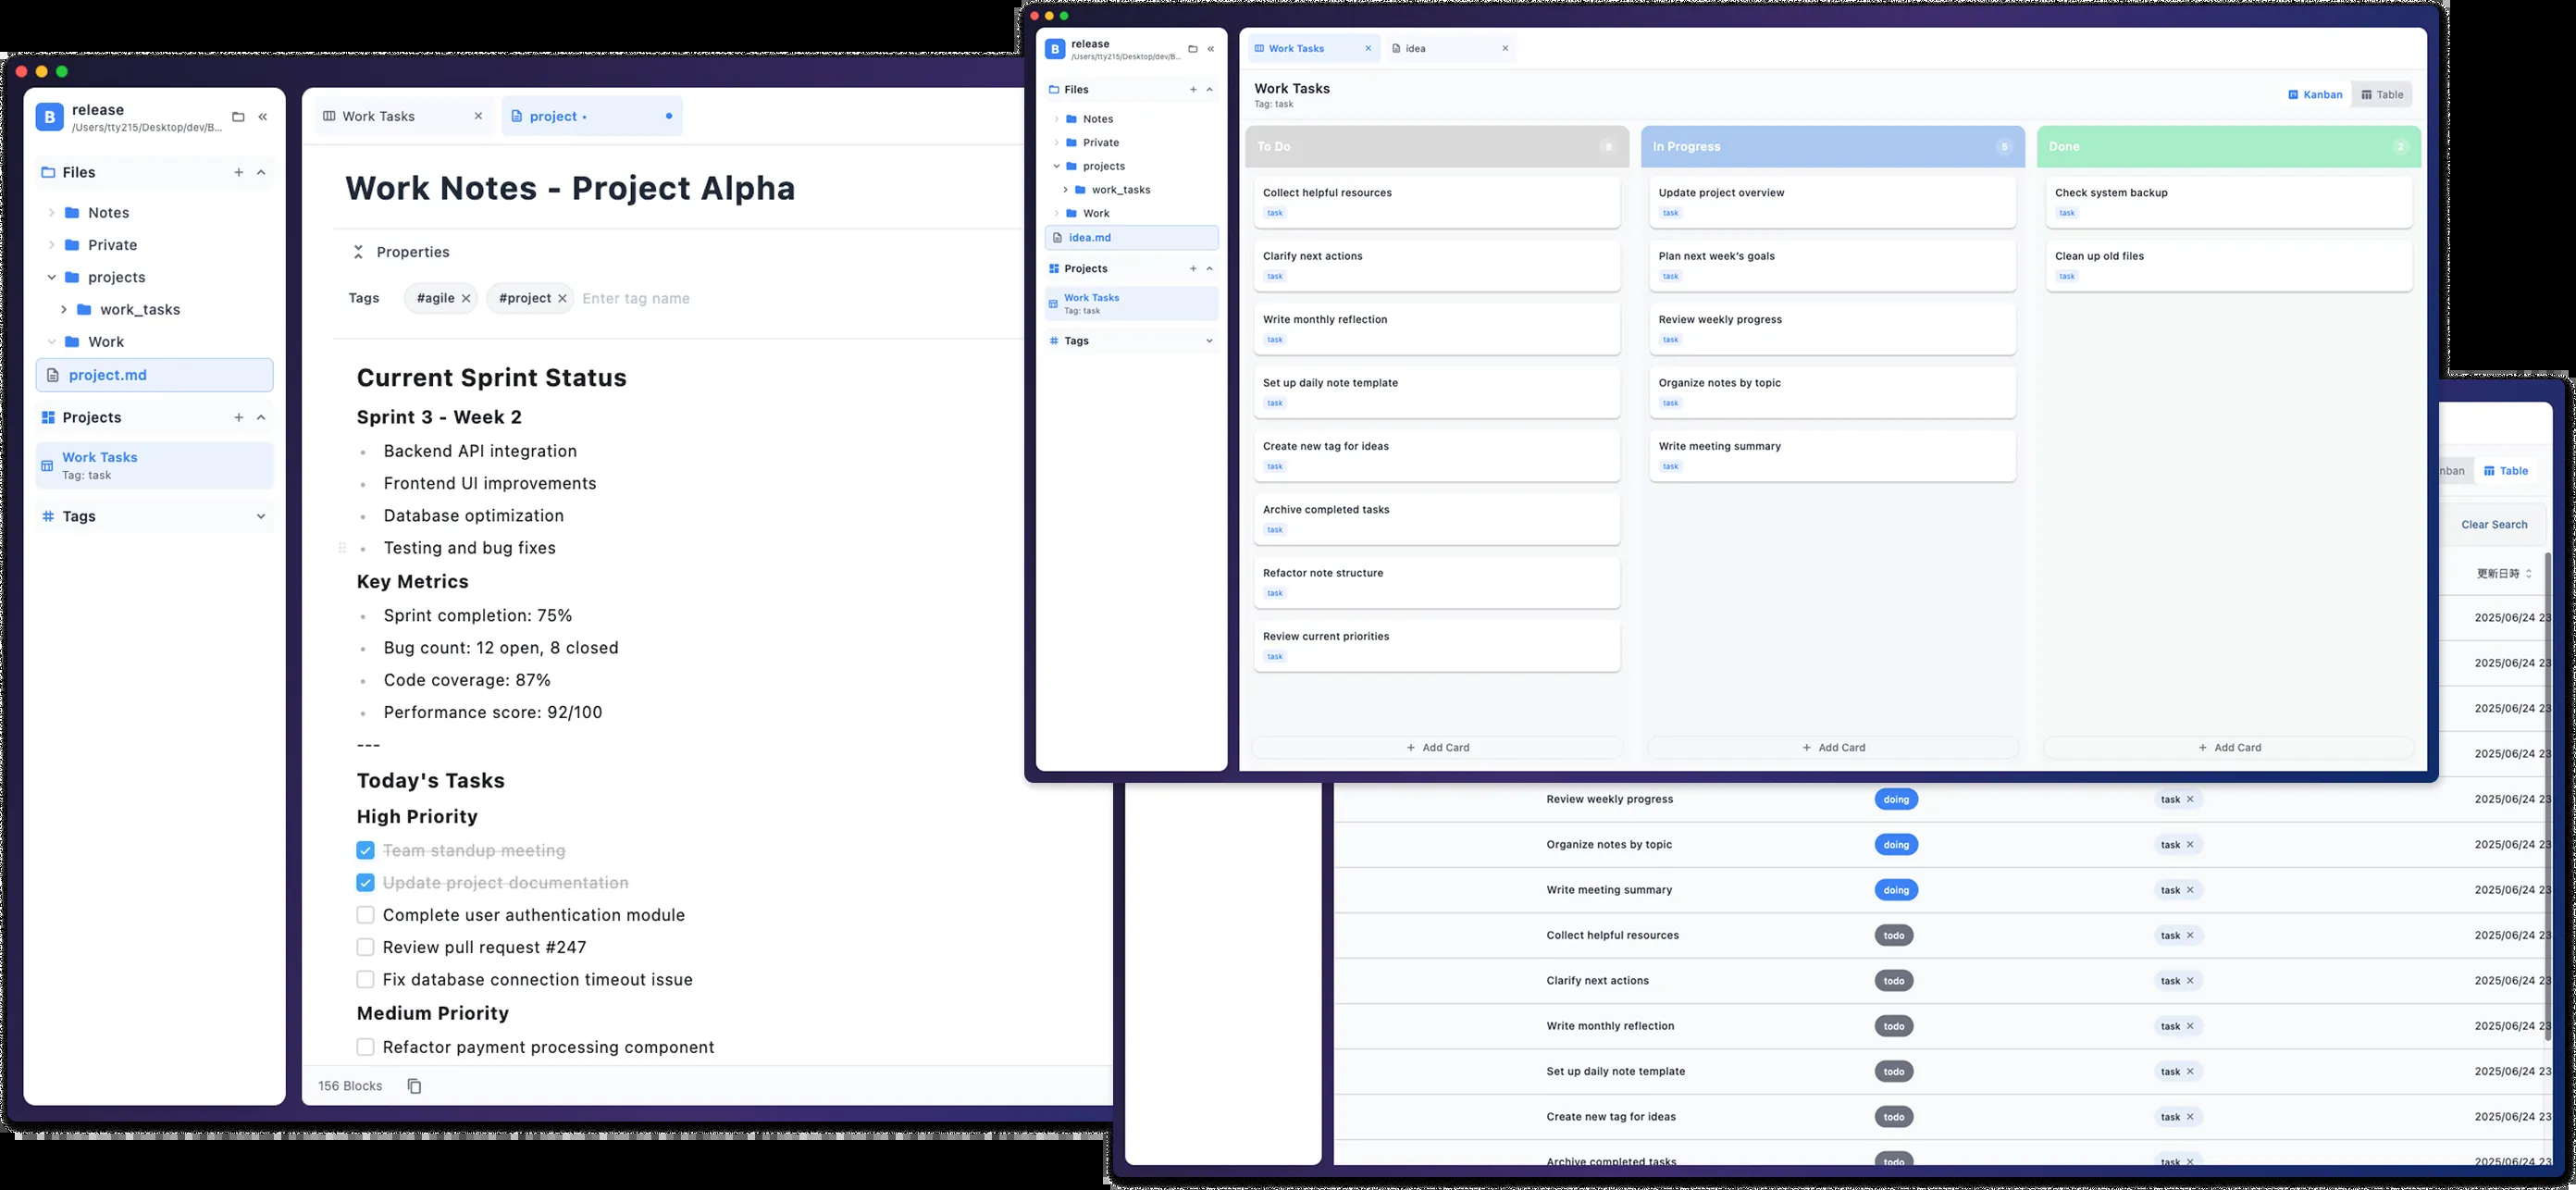 release
/Users/tty215/Desktop/dev/B...
Files
Notes
Private
projects
work_tasks
Work
project.md
Projects
Work Tasks
Tag: task
Tags
Work Tasks
project •
Work Notes - Project Alpha
Properties
Tags #agile #project Enter tag name
Current Sprint Status
Sprint 3 - Week 2
• Backend API integration
• Frontend UI improvements
• Database optimization
• Testing and bug fixes
Key Metrics
• Sprint completion: 75%
• Bug count: 12 open, 8 closed
• Code coverage: 87%
• Performance score: 92/100
---
Today's Tasks
High Priority
Team standup meeting
Update project documentation
Complete user authentication module
Review pull request #247
Fix database connection timeout issue
Medium Priority
Refactor payment processing component
156 Blocks
B
release
/Users/tty215/Desktop/dev/B...
Files
Notes
Private
projects
work_tasks
Work
idea.md
Projects
Work Tasks
Tag: task
Tags
Work Tasks
idea
Work Tasks
Tag: task
Kanban Table
To Do 8
Collect helpful resources
task
Clarify next actions
task
Write monthly reflection
task
Set up daily note template
task
Create new tag for ideas
task
Archive completed tasks
task
Refactor note structure
task
Review current priorities
task
+ Add Card
In Progress 5
Update project overview
task
Plan next week's goals
task
Review weekly progress
task
Organize notes by topic
task
Write meeting summary
task
+ Add Card
Done 2
Check system backup
task
Clean up old files
task
+ Add Card
nban Table
Clear Search
更新日時
2025/06/24 23
2025/06/24 23
2025/06/24 23
2025/06/24 23
Review weekly progress doing task 2025/06/24 23
Organize notes by topic doing task 2025/06/24 23
Write meeting summary doing task 2025/06/24 23
Collect helpful resources todo task 2025/06/24 23
Clarify next actions todo task 2025/06/24 23
Write monthly reflection todo task 2025/06/24 23
Set up daily note template todo task 2025/06/24 23
Create new tag for ideas todo task 2025/06/24 23
Archive completed tasks todo task 2025/06/24 23